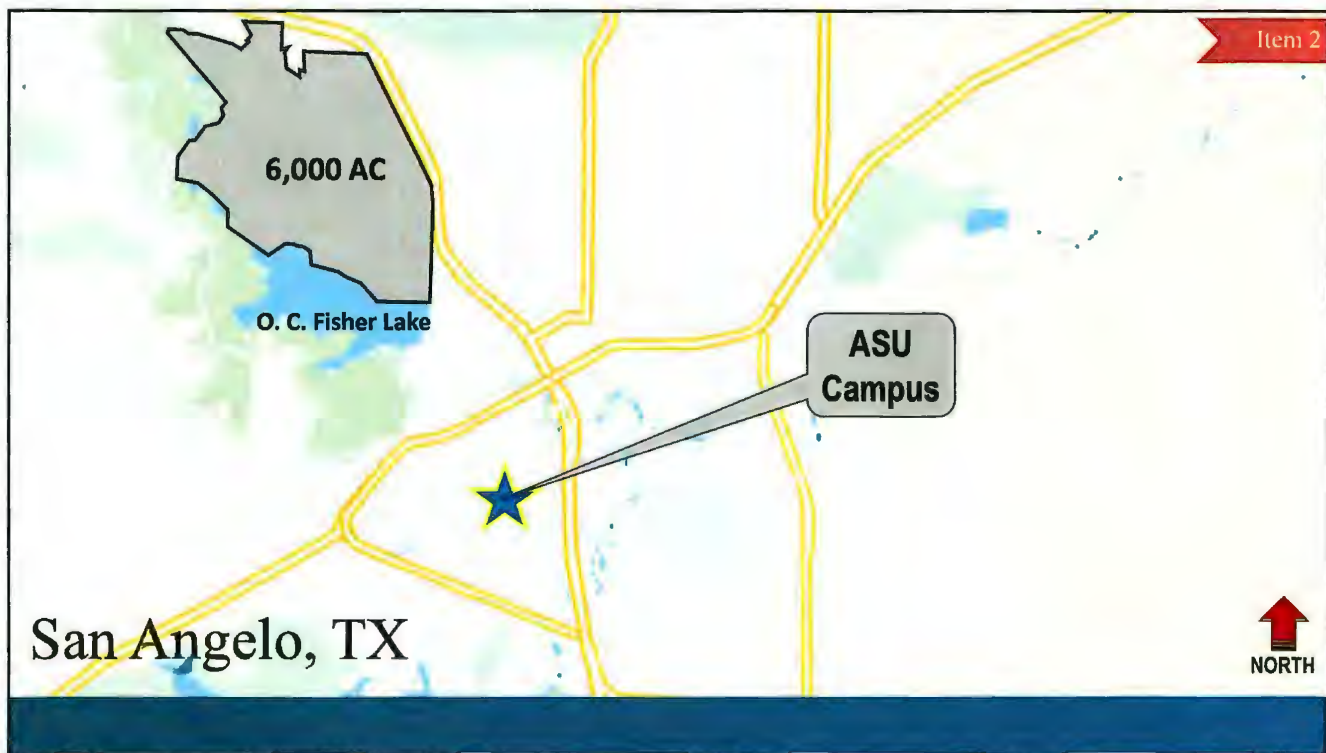 Item 2
6,000 AC
O. C. Fisher Lake
ASU
Campus
San Angelo, TX
NORTH